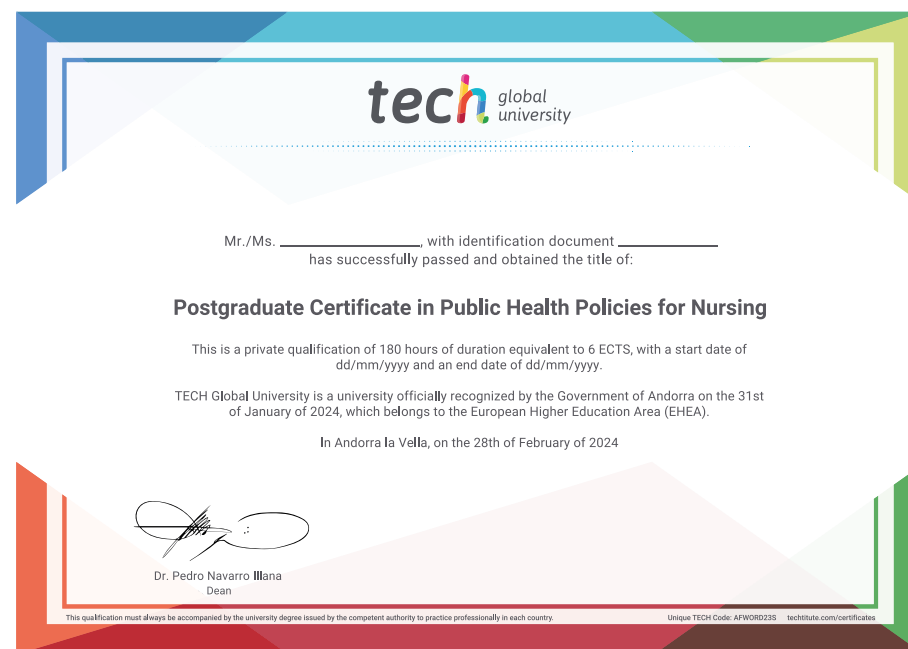 tech global
university
Mr./Ms. ____________, with identification document ____________
has successfully passed and obtained the title of:
Postgraduate Certificate in Public Health Policies for Nursing
This is a private qualification of 180 hours of duration equivalent to 6 ECTS, with a start date of
dd/mm/yyyy and an end date of dd/mm/yyyy.
TECH Global University is a university officially recognized by the Government of Andorra on the 31st
of January of 2024, which belongs to the European Higher Education Area (EHEA).
In Andorra la Vella, on the 28th of February of 2024
Dr. Pedro Navarro Illana
Dean
This qualification must always be accompanied by the university degree issued by the competent authority to practice professionally in each country.
Unique TECH Code: AFWORD23S techtitute.com/certificates